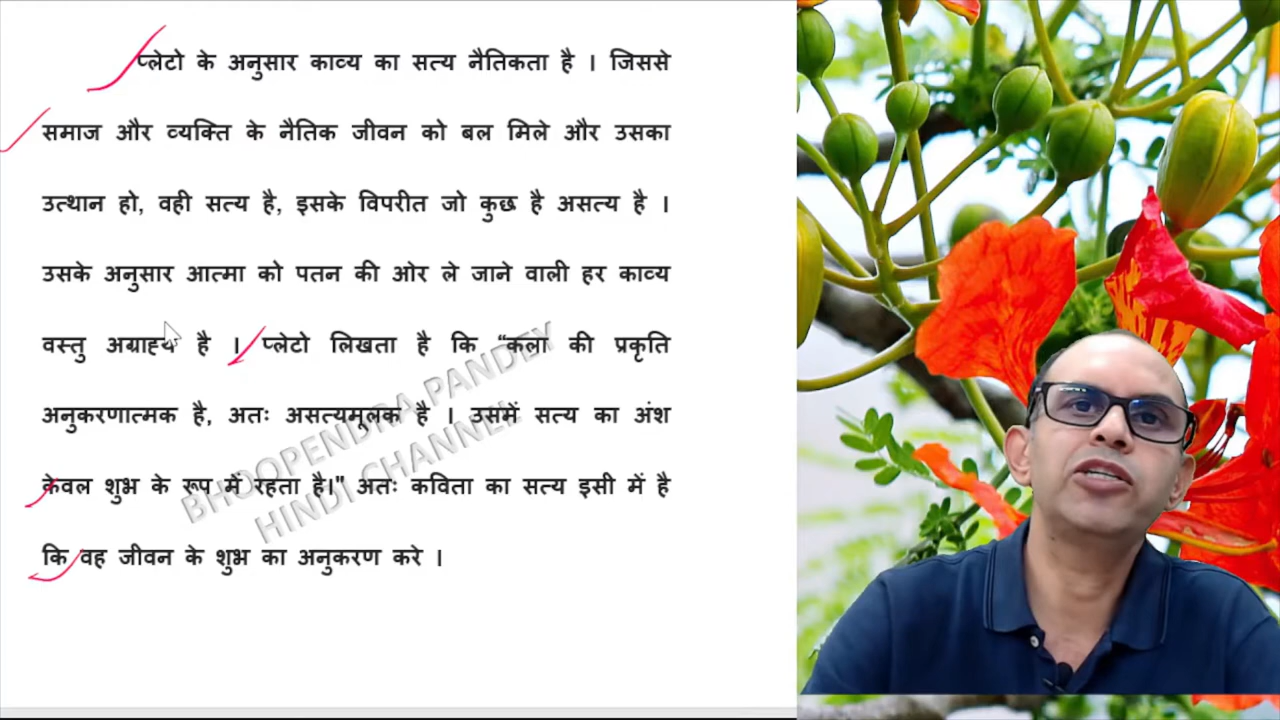 प्लेटो के अनुसार काव्य का सत्य नैतिकता है । जिससे
समाज और व्यक्ति के नैतिक जीवन को बल मिले और उसका
उत्थान हो, वही सत्य है, इसके विपरीत जो कुछ है असत्य है ।
उसके अनुसार आत्मा को पतन की ओर ले जाने वाली हर काव्य
वस्तु अग्राह्य है । प्लेटो लिखता है कि “कला की प्रकृति
अनुकरणात्मक है, अतः असत्यमूलक है । उसमें सत्य का अंश
केवल शुभ के रूप में रहता है।" अतः कविता का सत्य इसी में है
कि वह जीवन के शुभ का अनुकरण करे ।
BHOOPENDRA PANDEY
HINDI CHANNEL